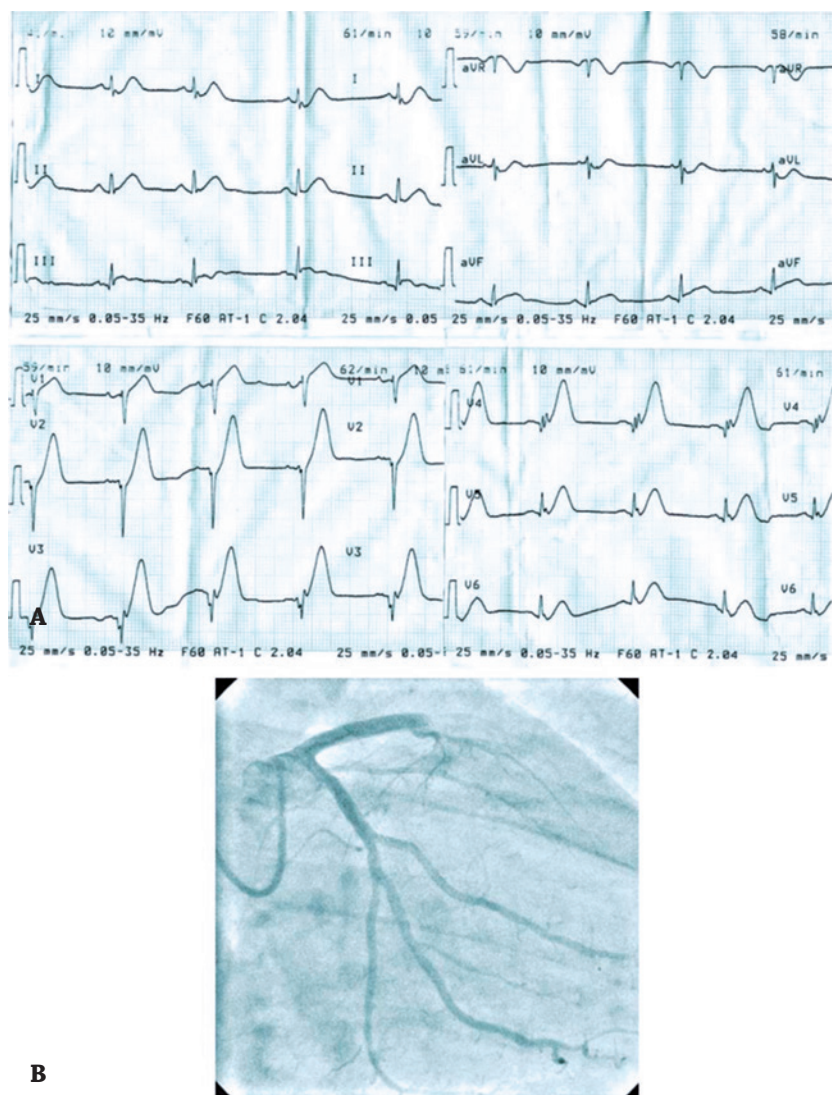 10 mm/mV 61/min 10
I I
II II
III III
25 mm/s 0.05-35 Hz F60 AT-1 C 2.04 25 mm/s 0.05
59/min 10 mm/mV 58/min
aVR aVR
aVL aVL
aVF aVF
25 mm/s 0.05-35 Hz F60 AT-1 C 2.04 25 mm/s
59/min 10 mm/mV 62/min 10
V1 V1
V2 V2
V3 V3
A
25 mm/s 0.05-35 Hz F60 AT-1 C 2.04 25 mm/s 0.05-
61/min 10 mm/mV 61/min
V4 V4
V5 V5
V6 V6
25 mm/s 0.05-35 Hz F60 AT-1 C 2.04 25 mm/s
B